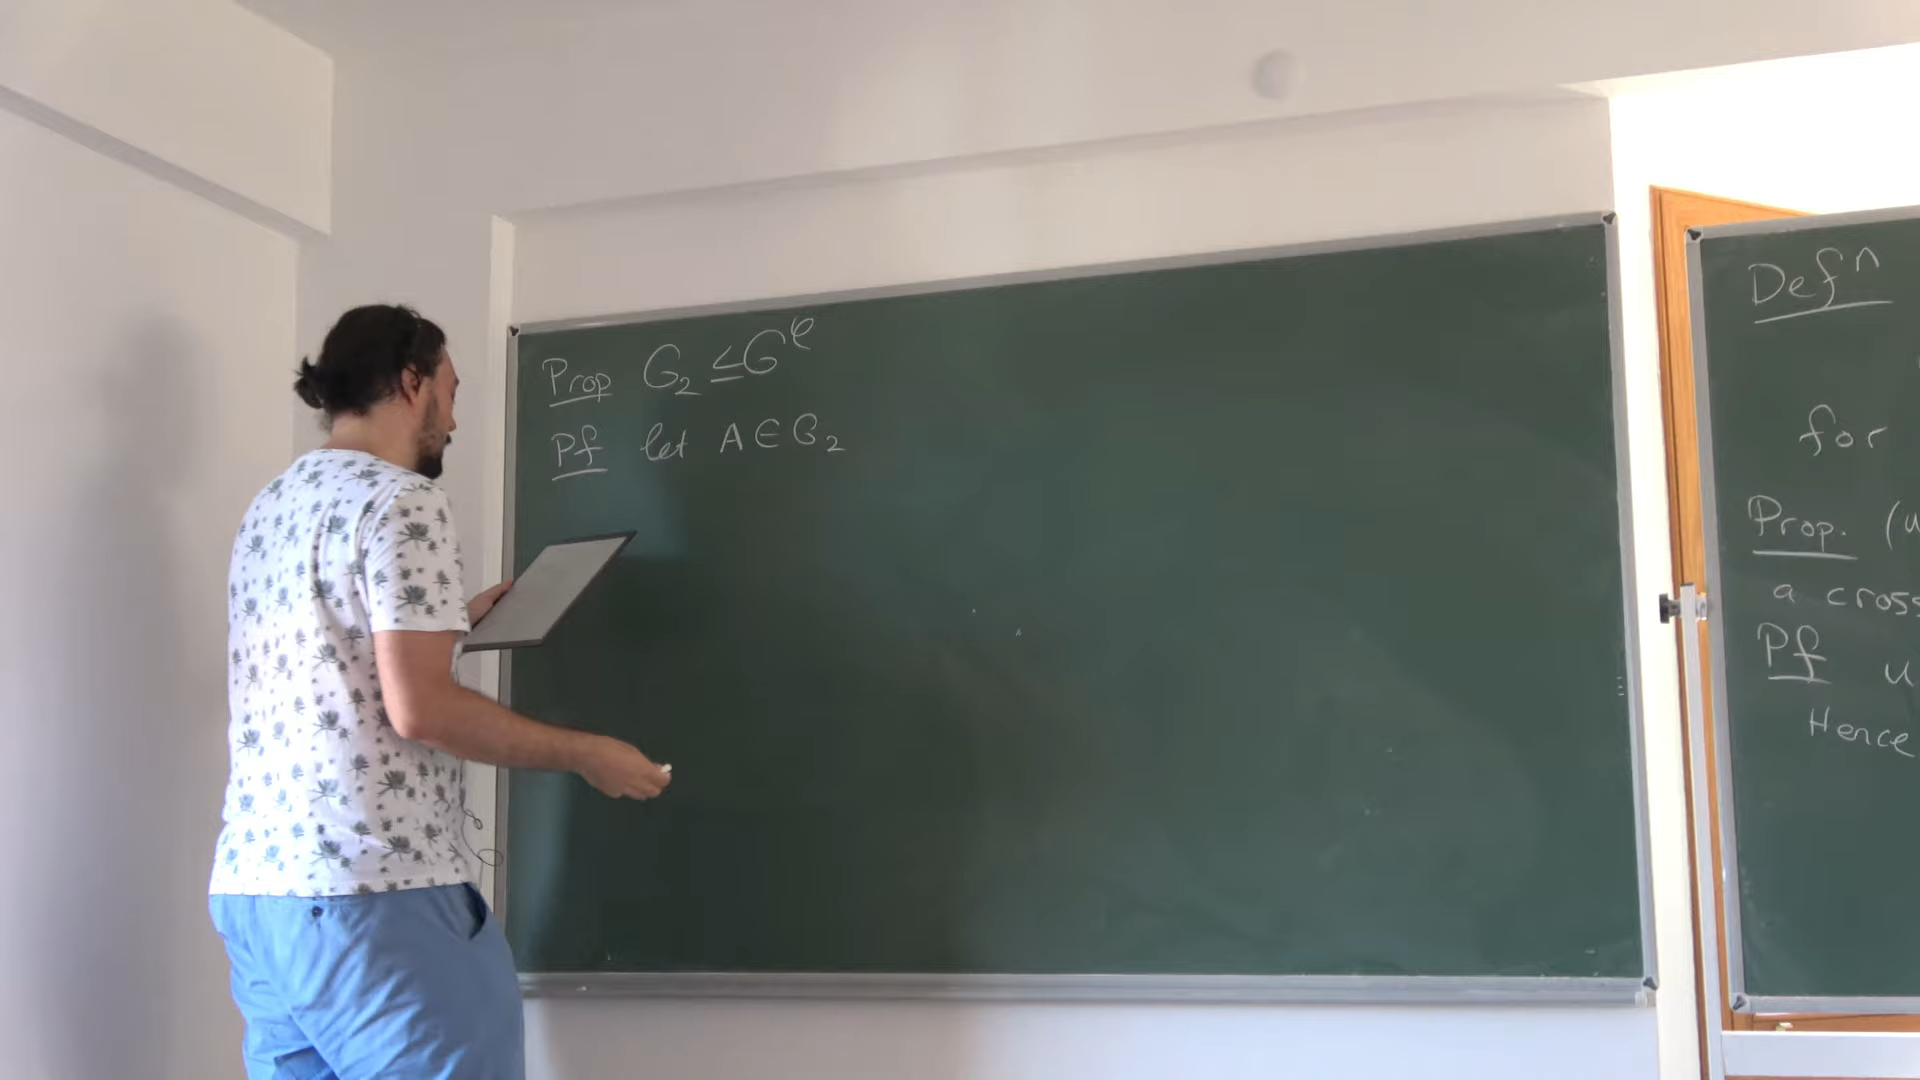 Prop G₂ ≤ G^φ
Pf let A ∈ G₂
Defⁿ
for
Prop. (u
a cross
Pf u
Hence